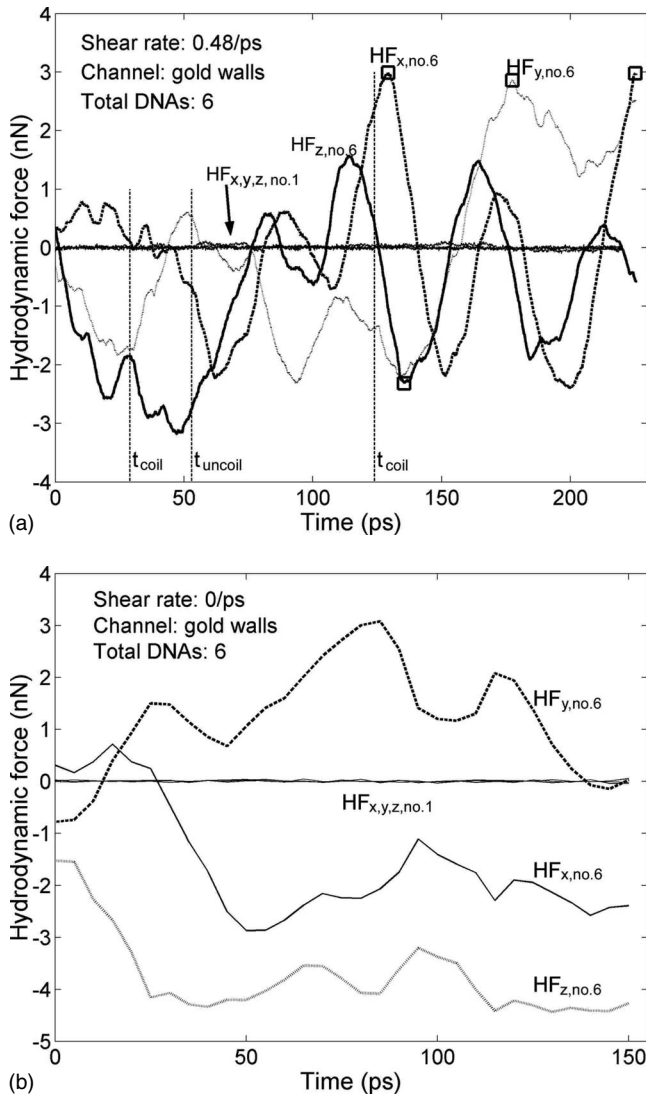 4
3
2
1
0
-1
-2
-3
-4
Hydrodynamic force (nN)
Shear rate: 0.48/ps
Channel: gold walls
Total DNAs: 6
HFx,no.6
HFy,no.6
HFz,no.6
HFx,y,z,no.1
tcoil
tuncoil
tcoil
0 50 100 150 200
Time (ps)
(a)
4
3
2
1
0
-1
-2
-3
-4
-5
Hydrodynamic force (nN)
Shear rate: 0/ps
Channel: gold walls
Total DNAs: 6
HFy,no.6
HFx,y,z,no.1
HFx,no.6
HFz,no.6
0 50 100 150
Time (ps)
(b)